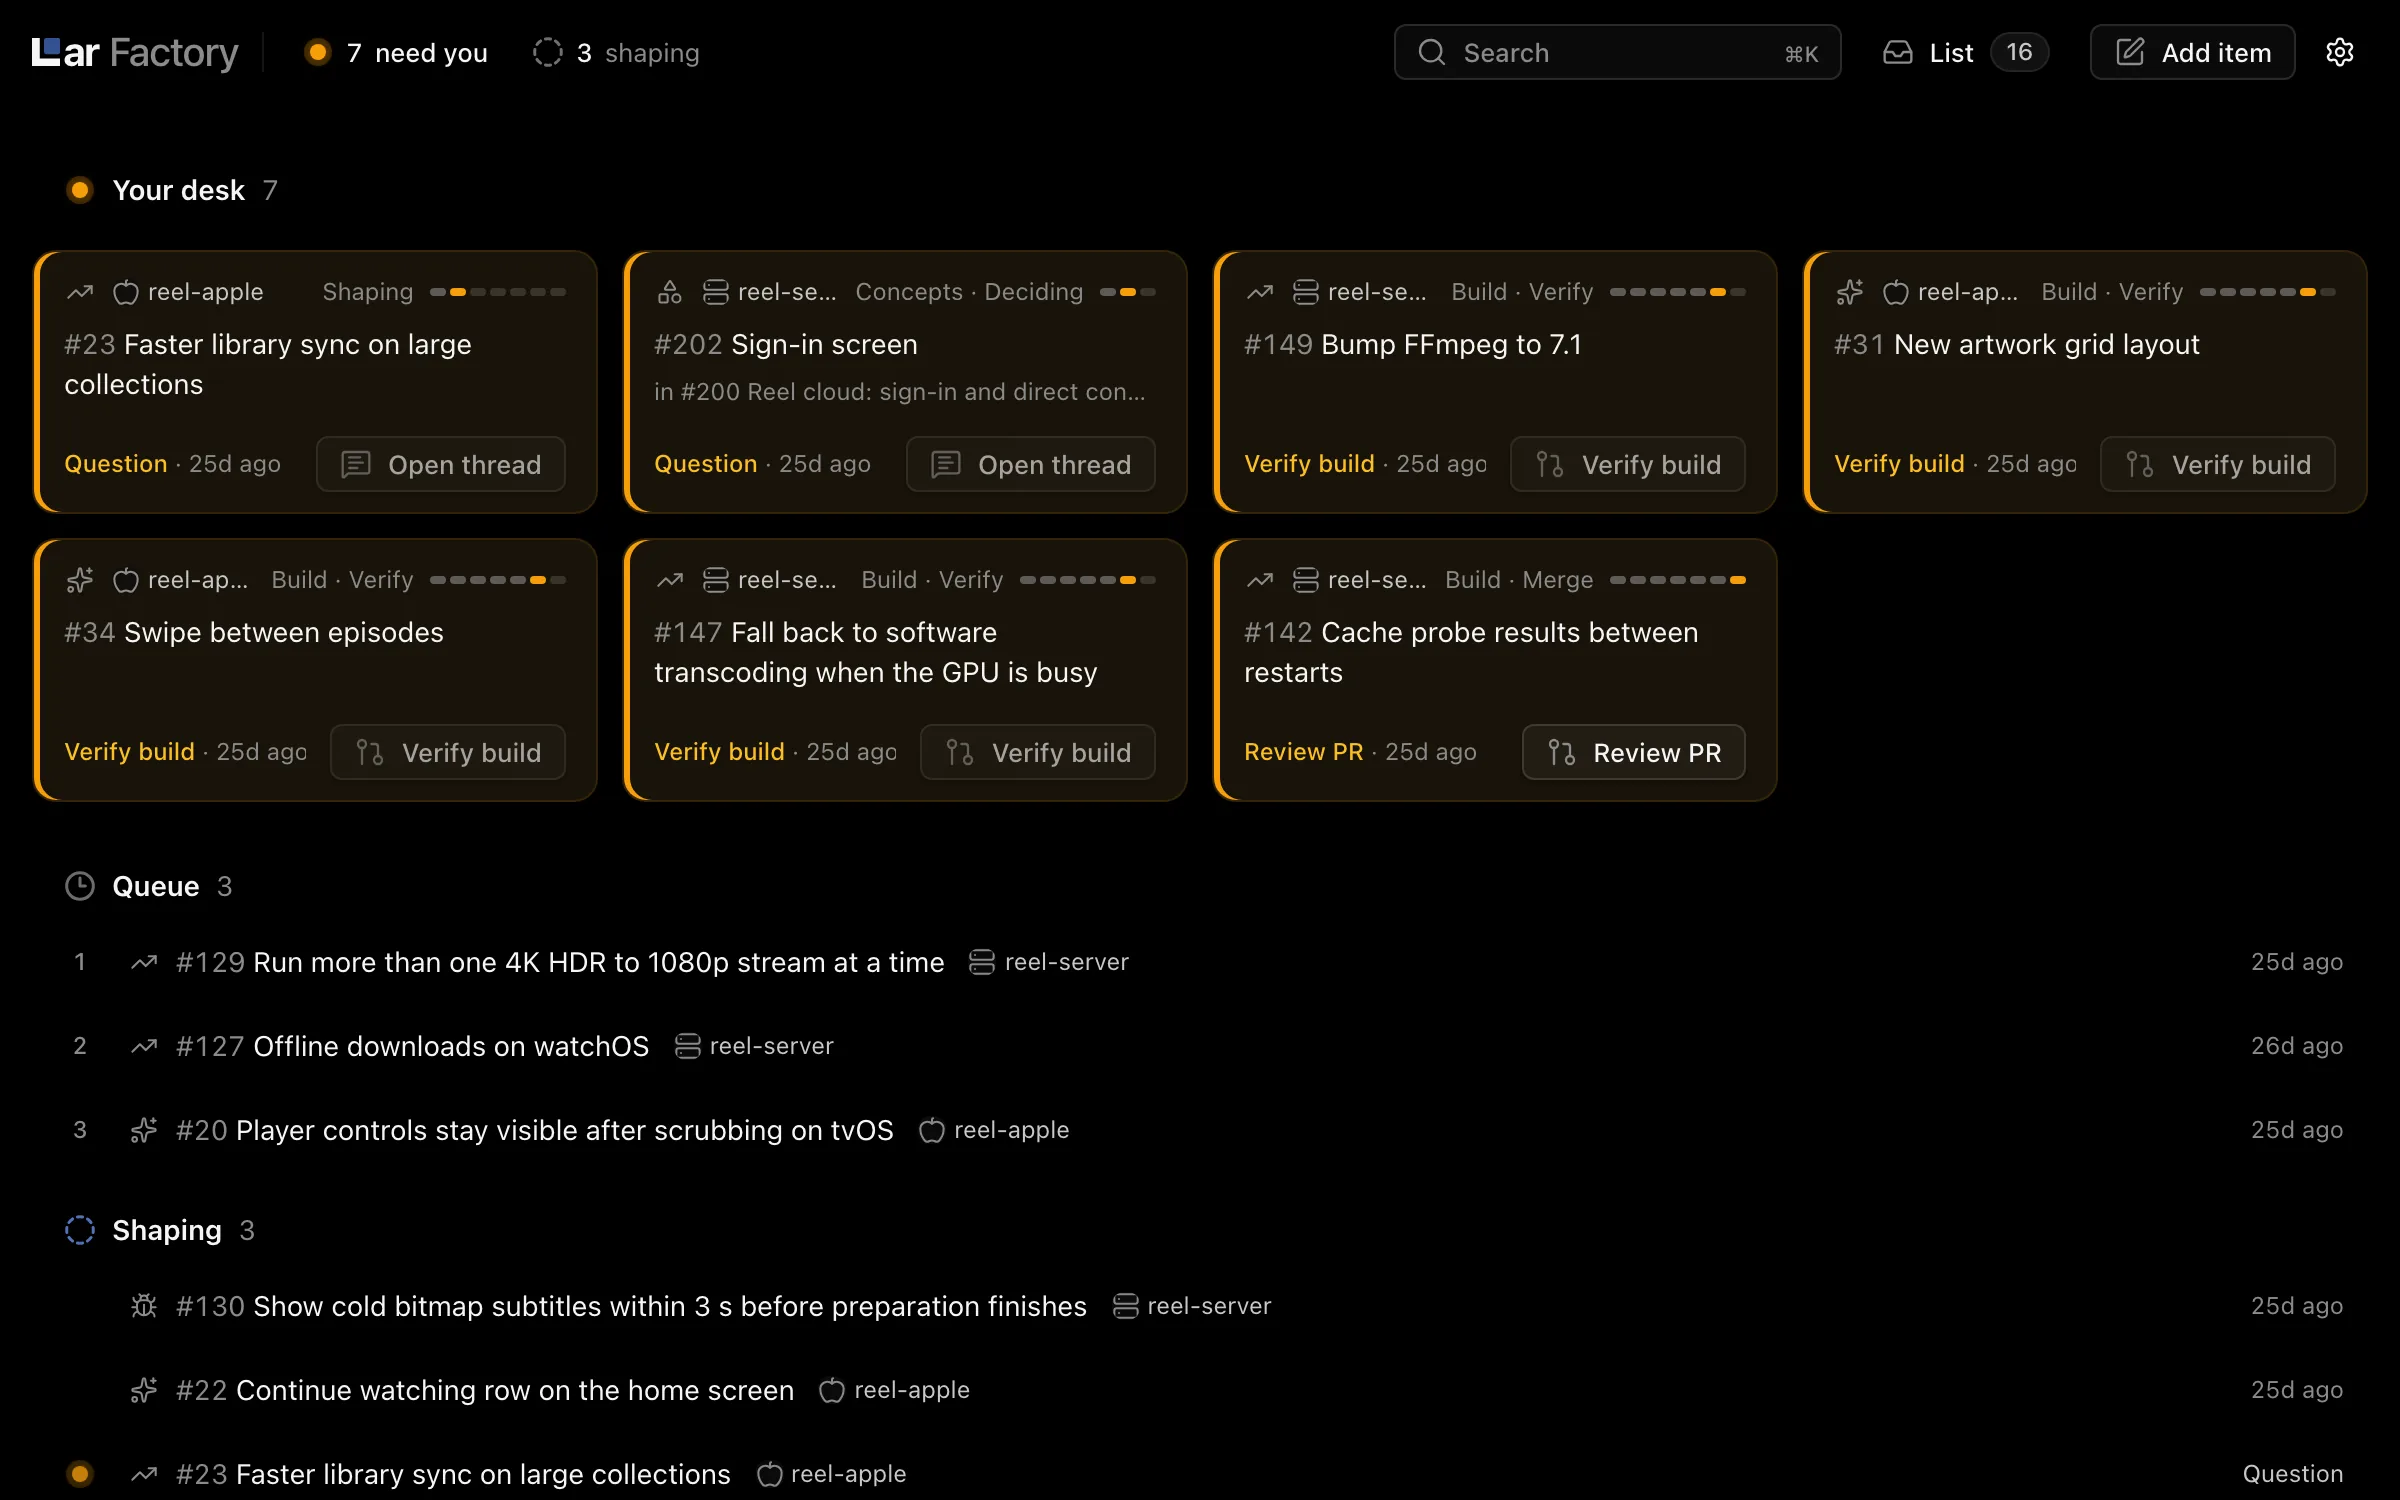 Lar Factory
7 need you
3 shaping
Search ⌘K
List 16
Add item
Your desk 7
reel-apple Shaping
#23 Faster library sync on large
collections
Question · 25d ago
Open thread
reel-se... Concepts · Deciding
#202 Sign-in screen
in #200 Reel cloud: sign-in and direct con...
Question · 25d ago
Open thread
reel-se... Build · Verify
#149 Bump FFmpeg to 7.1
Verify build · 25d ago
Verify build
reel-ap... Build · Verify
#31 New artwork grid layout
Verify build · 25d ago
Verify build
reel-ap... Build · Verify
#34 Swipe between episodes
Verify build · 25d ago
Verify build
reel-se... Build · Verify
#147 Fall back to software
transcoding when the GPU is busy
Verify build · 25d ago
Verify build
reel-se... Build · Merge
#142 Cache probe results between
restarts
Review PR · 25d ago
Review PR
Queue 3
1 #129 Run more than one 4K HDR to 1080p stream at a time reel-server 25d ago
2 #127 Offline downloads on watchOS reel-server 26d ago
3 #20 Player controls stay visible after scrubbing on tvOS reel-apple 25d ago
Shaping 3
#130 Show cold bitmap subtitles within 3 s before preparation finishes reel-server 25d ago
#22 Continue watching row on the home screen reel-apple 25d ago
#23 Faster library sync on large collections reel-apple Question